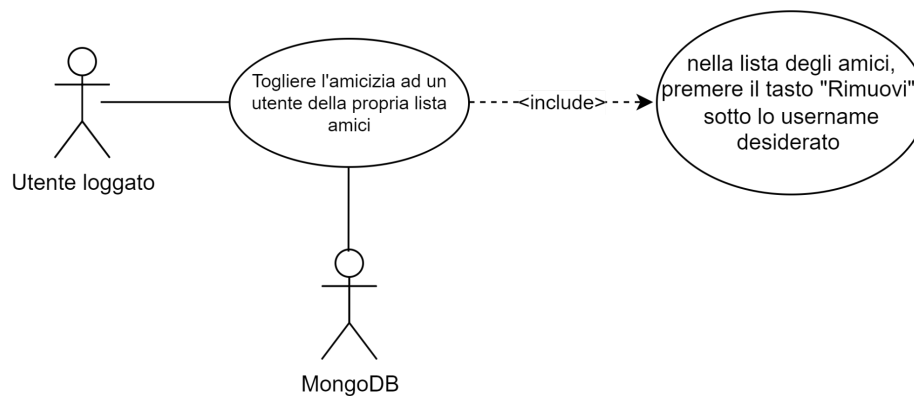 Togliere l'amicizia ad un
utente della propria lista
amici
<include>
nella lista degli amici,
premere il tasto "Rimuovi"
sotto lo username
desiderato
Utente loggato
MongoDB